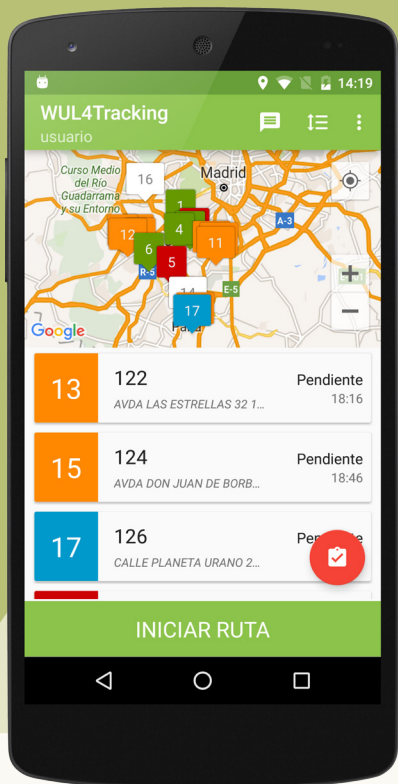 14:19
WUL4Tracking
usuario
Curso Medio
del Río
Guadarrama
y su Entorno
16
Madrid
1
A-3
12
4
11
6
5
R-5
E-5
14
17
Google
13
122
Pendiente
AVDA LAS ESTRELLAS 32 1...
18:16
15
124
Pendiente
AVDA DON JUAN DE BORB...
18:46
17
126
CALLE PLANETA URANO 2...
INICIAR RUTA